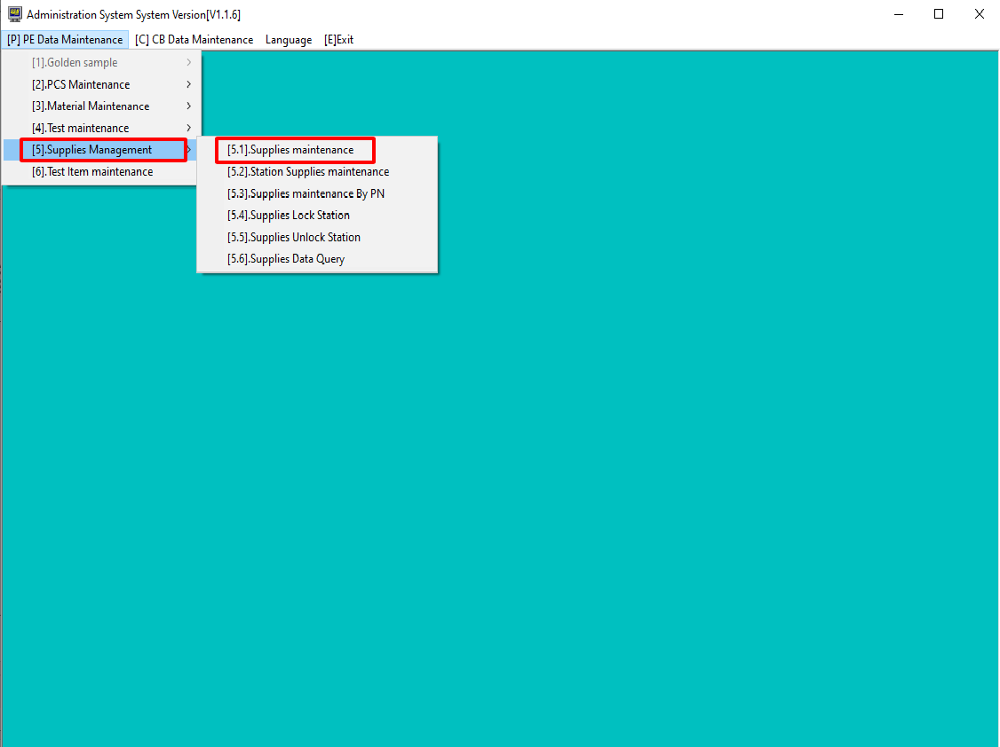 Administration System System Version[V1.1.6]
[P] PE Data Maintenance [C] CB Data Maintenance Language [E]Exit
[1].Golden sample
[2].PCS Maintenance
[3].Material Maintenance
[4].Test maintenance
[5].Supplies Management
[6].Test Item maintenance
[5.1].Supplies maintenance
[5.2].Station Supplies maintenance
[5.3].Supplies maintenance By PN
[5.4].Supplies Lock Station
[5.5].Supplies Unlock Station
[5.6].Supplies Data Query